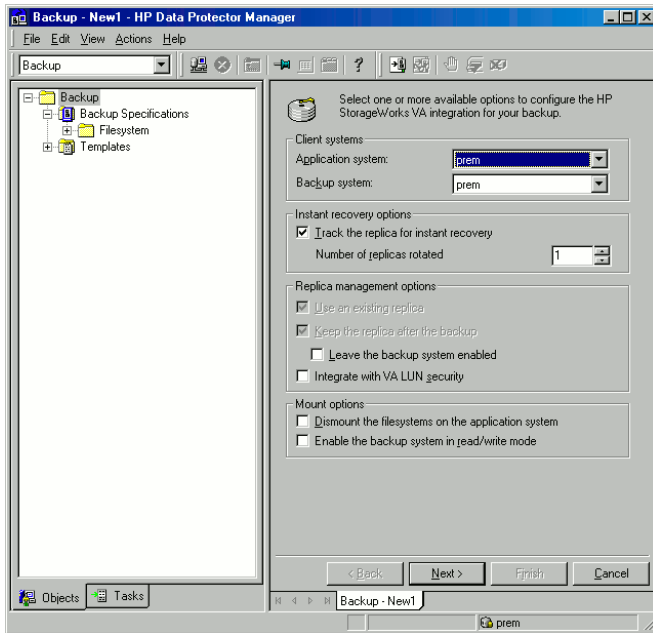 Backup - New1 - HP Data Protector Manager
File Edit View Actions Help
Backup
Backup
Backup Specifications
Filesystem
Templates
Objects
Tasks
Select one or more available options to configure the HP
StorageWorks VA integration for your backup.
Client systems
Application system: prem
Backup system: prem
Instant recovery options
Track the replica for instant recovery
Number of replicas rotated 1
Replica management options
Use an existing replica
Keep the replica after the backup
Leave the backup system enabled
Integrate with VA LUN security
Mount options
Dismount the filesystems on the application system
Enable the backup system in read/write mode
< Back Next > Finish Cancel
Backup - New1
prem